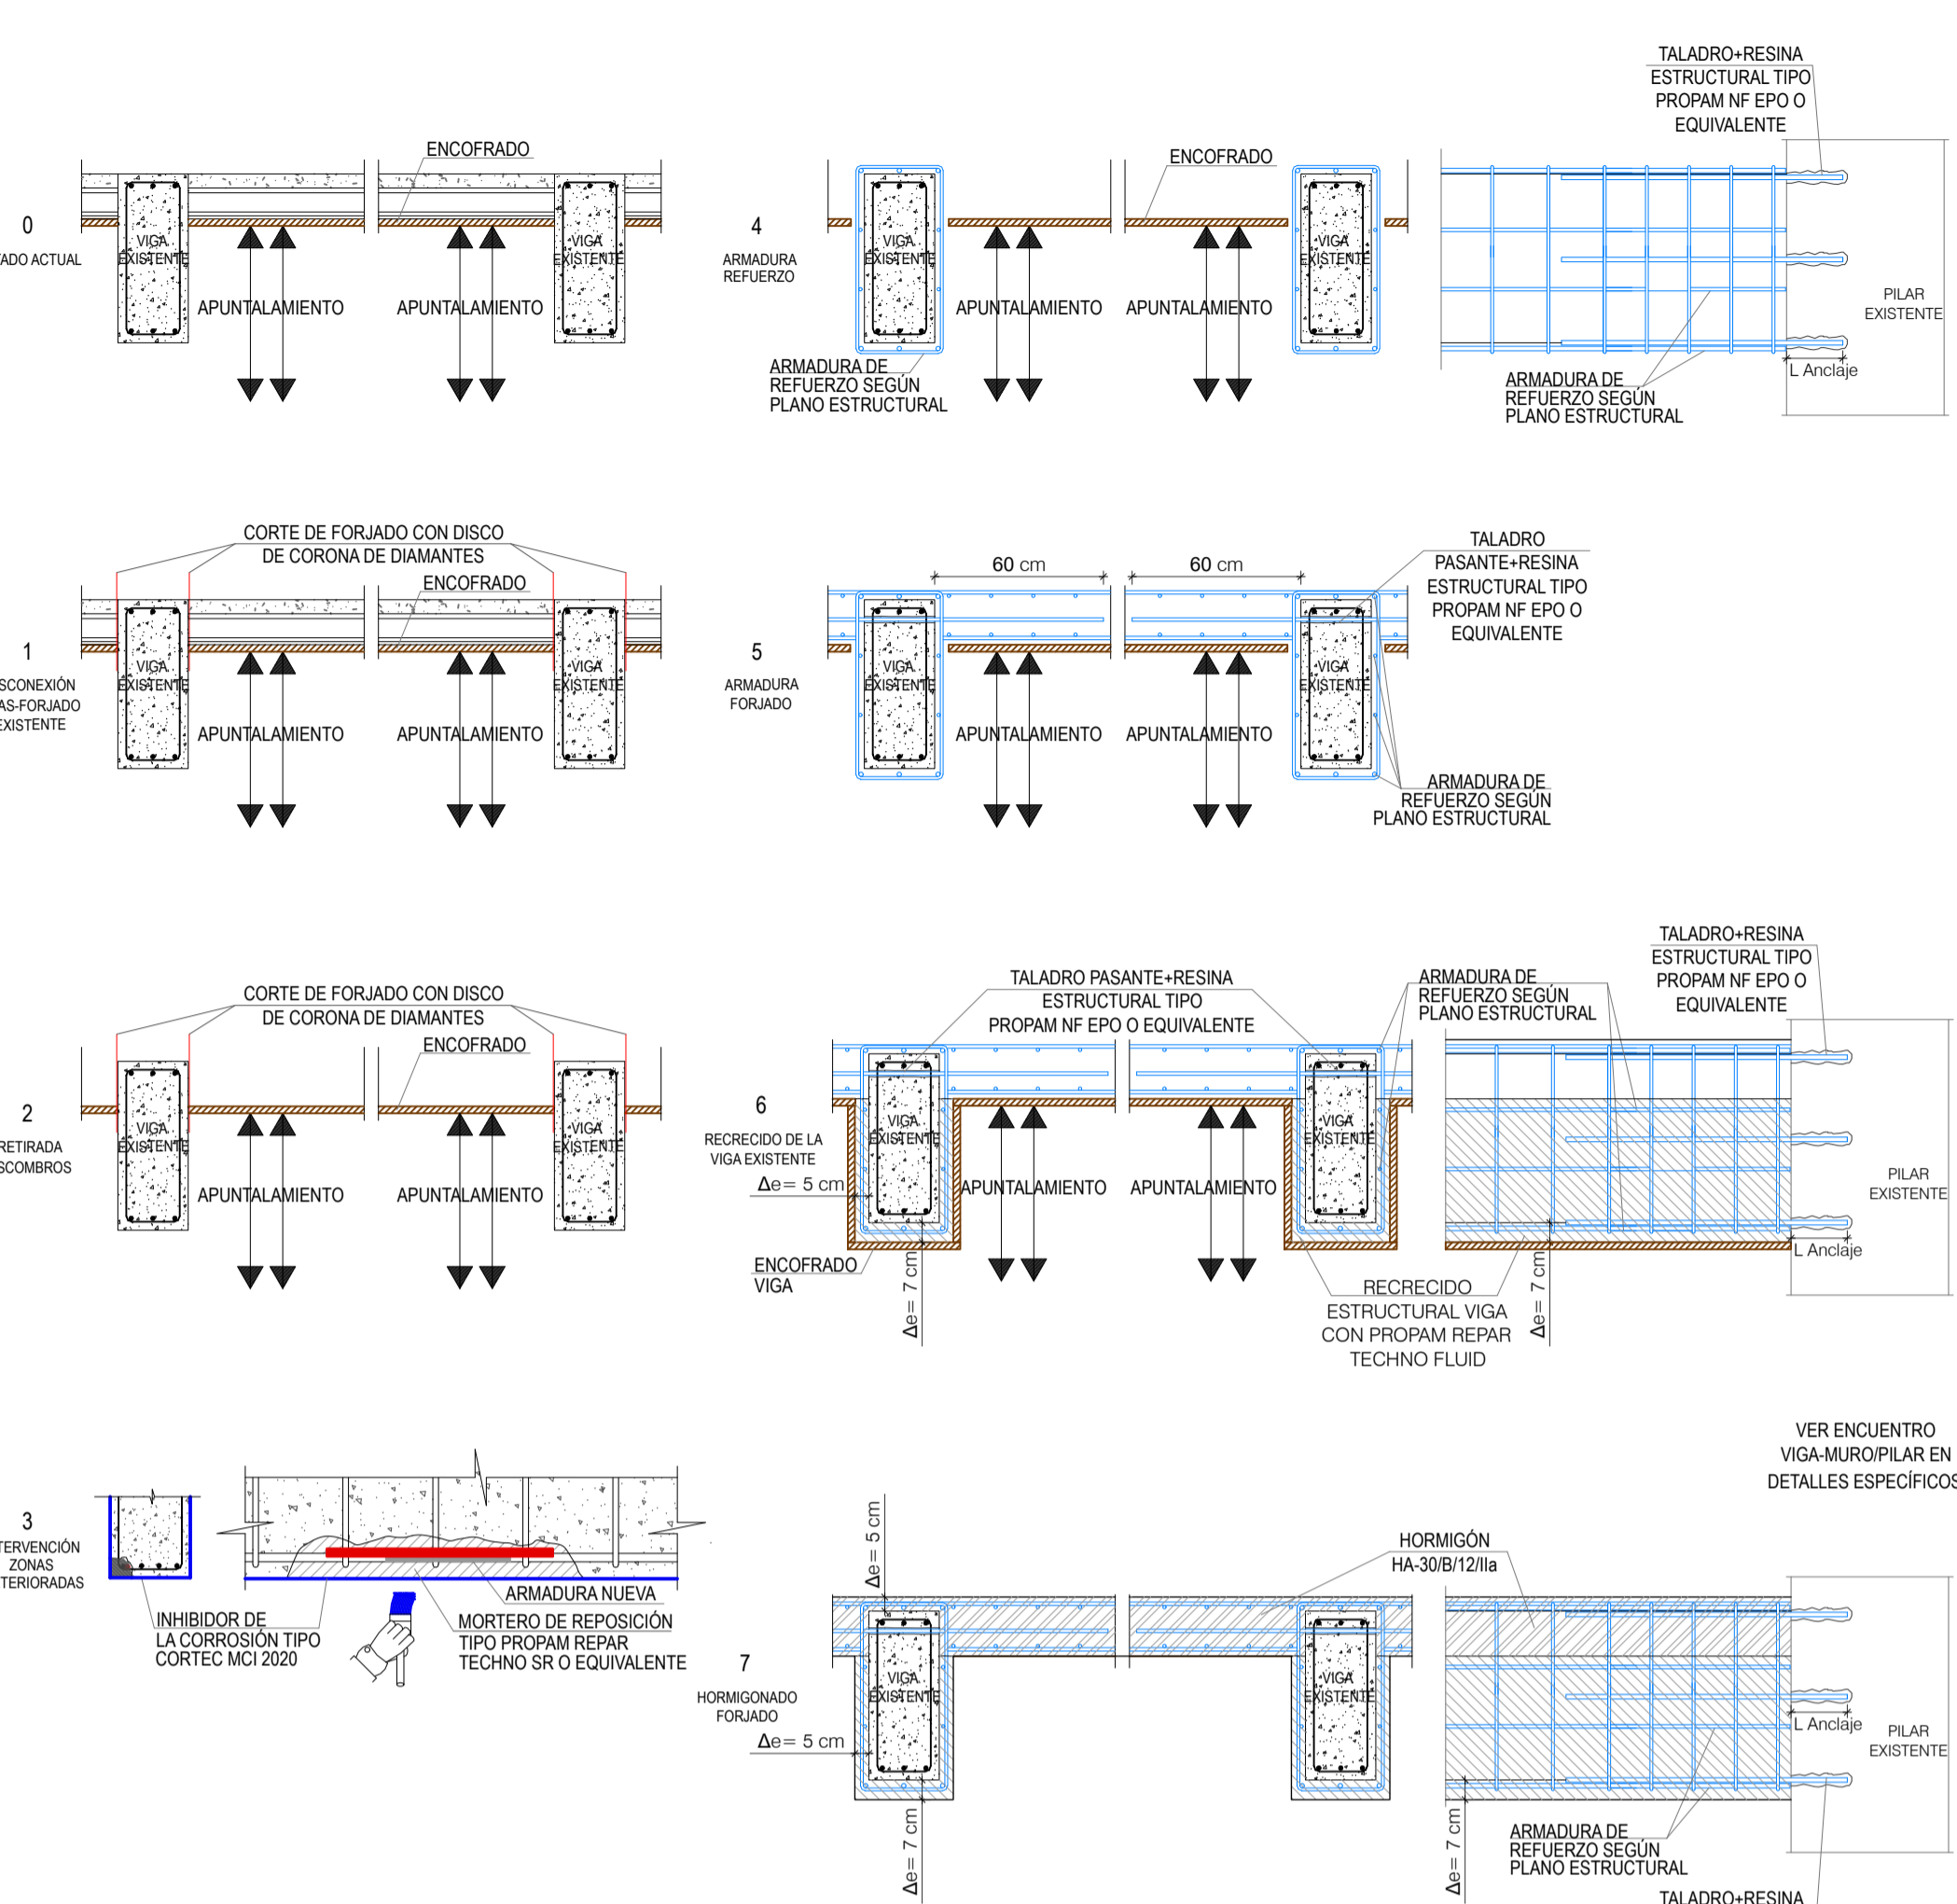 0
ENCOFRADO
VIGA
EXISTENTE
VIGA
EXISTENTE
APUNTALAMIENTO
APUNTALAMIENTO
ADO ACTUAL
4
ARMADURA
REFUERZO
ENCOFRADO
VIGA
EXISTENTE
VIGA
EXISTENTE
APUNTALAMIENTO
APUNTALAMIENTO
ARMADURA DE
REFUERZO SEGÚN
PLANO ESTRUCTURAL
TALADRO+RESINA
ESTRUCTURAL TIPO
PROPAM NF EPO O
EQUIVALENTE
PILAR
EXISTENTE
L Anclaje
ARMADURA DE
REFUERZO SEGÚN
PLANO ESTRUCTURAL
CORTE DE FORJADO CON DISCO
DE CORONA DE DIAMANTES
ENCOFRADO
1
SCONEXIÓN
AS-FORJADO
EXISTENTE
VIGA
EXISTENTE
VIGA
EXISTENTE
APUNTALAMIENTO
APUNTALAMIENTO
5
ARMADURA
FORJADO
60 cm
60 cm
VIGA
EXISTENTE
VIGA
EXISTENTE
APUNTALAMIENTO
APUNTALAMIENTO
TALADRO
PASANTE+RESINA
ESTRUCTURAL TIPO
PROPAM NF EPO O
EQUIVALENTE
ARMADURA DE
REFUERZO SEGÚN
PLANO ESTRUCTURAL
CORTE DE FORJADO CON DISCO
DE CORONA DE DIAMANTES
ENCOFRADO
2
RETIRADA
SCOMBROS
VIGA
EXISTENTE
VIGA
EXISTENTE
APUNTALAMIENTO
APUNTALAMIENTO
6
RECRECIDO DE LA
VIGA EXISTENTE
TALADRO PASANTE+RESINA
ESTRUCTURAL TIPO
PROPAM NF EPO O EQUIVALENTE
ARMADURA DE
REFUERZO SEGÚN
PLANO ESTRUCTURAL
VIGA
EXISTENTE
VIGA
EXISTENTE
Δe= 5 cm
APUNTALAMIENTO
APUNTALAMIENTO
ENCOFRADO
VIGA
Δe= 7 cm
RECRECIDO
ESTRUCTURAL VIGA
CON PROPAM REPAR
TECHNO FLUID
TALADRO+RESINA
ESTRUCTURAL TIPO
PROPAM NF EPO O
EQUIVALENTE
PILAR
EXISTENTE
L Anclaje
Δe= 7 cm
3
TERVENCIÓN
ZONAS
TERIORADAS
INHIBIDOR DE
LA CORROSIÓN TIPO
CORTEC MCI 2020
ARMADURA NUEVA
MORTERO DE REPOSICIÓN
TIPO PROPAM REPAR
TECHNO SR O EQUIVALENTE
VER ENCUENTRO
VIGA-MURO/PILAR EN
DETALLES ESPECÍFICOS
7
HORMIGONADO
FORJADO
Δe= 5 cm
HORMIGÓN
HA-30/B/12/IIa
VIGA
EXISTENTE
VIGA
EXISTENTE
Δe= 5 cm
Δe= 7 cm
PILAR
EXISTENTE
L Anclaje
Δe= 7 cm
ARMADURA DE
REFUERZO SEGÚN
PLANO ESTRUCTURAL
TALADRO+RESINA